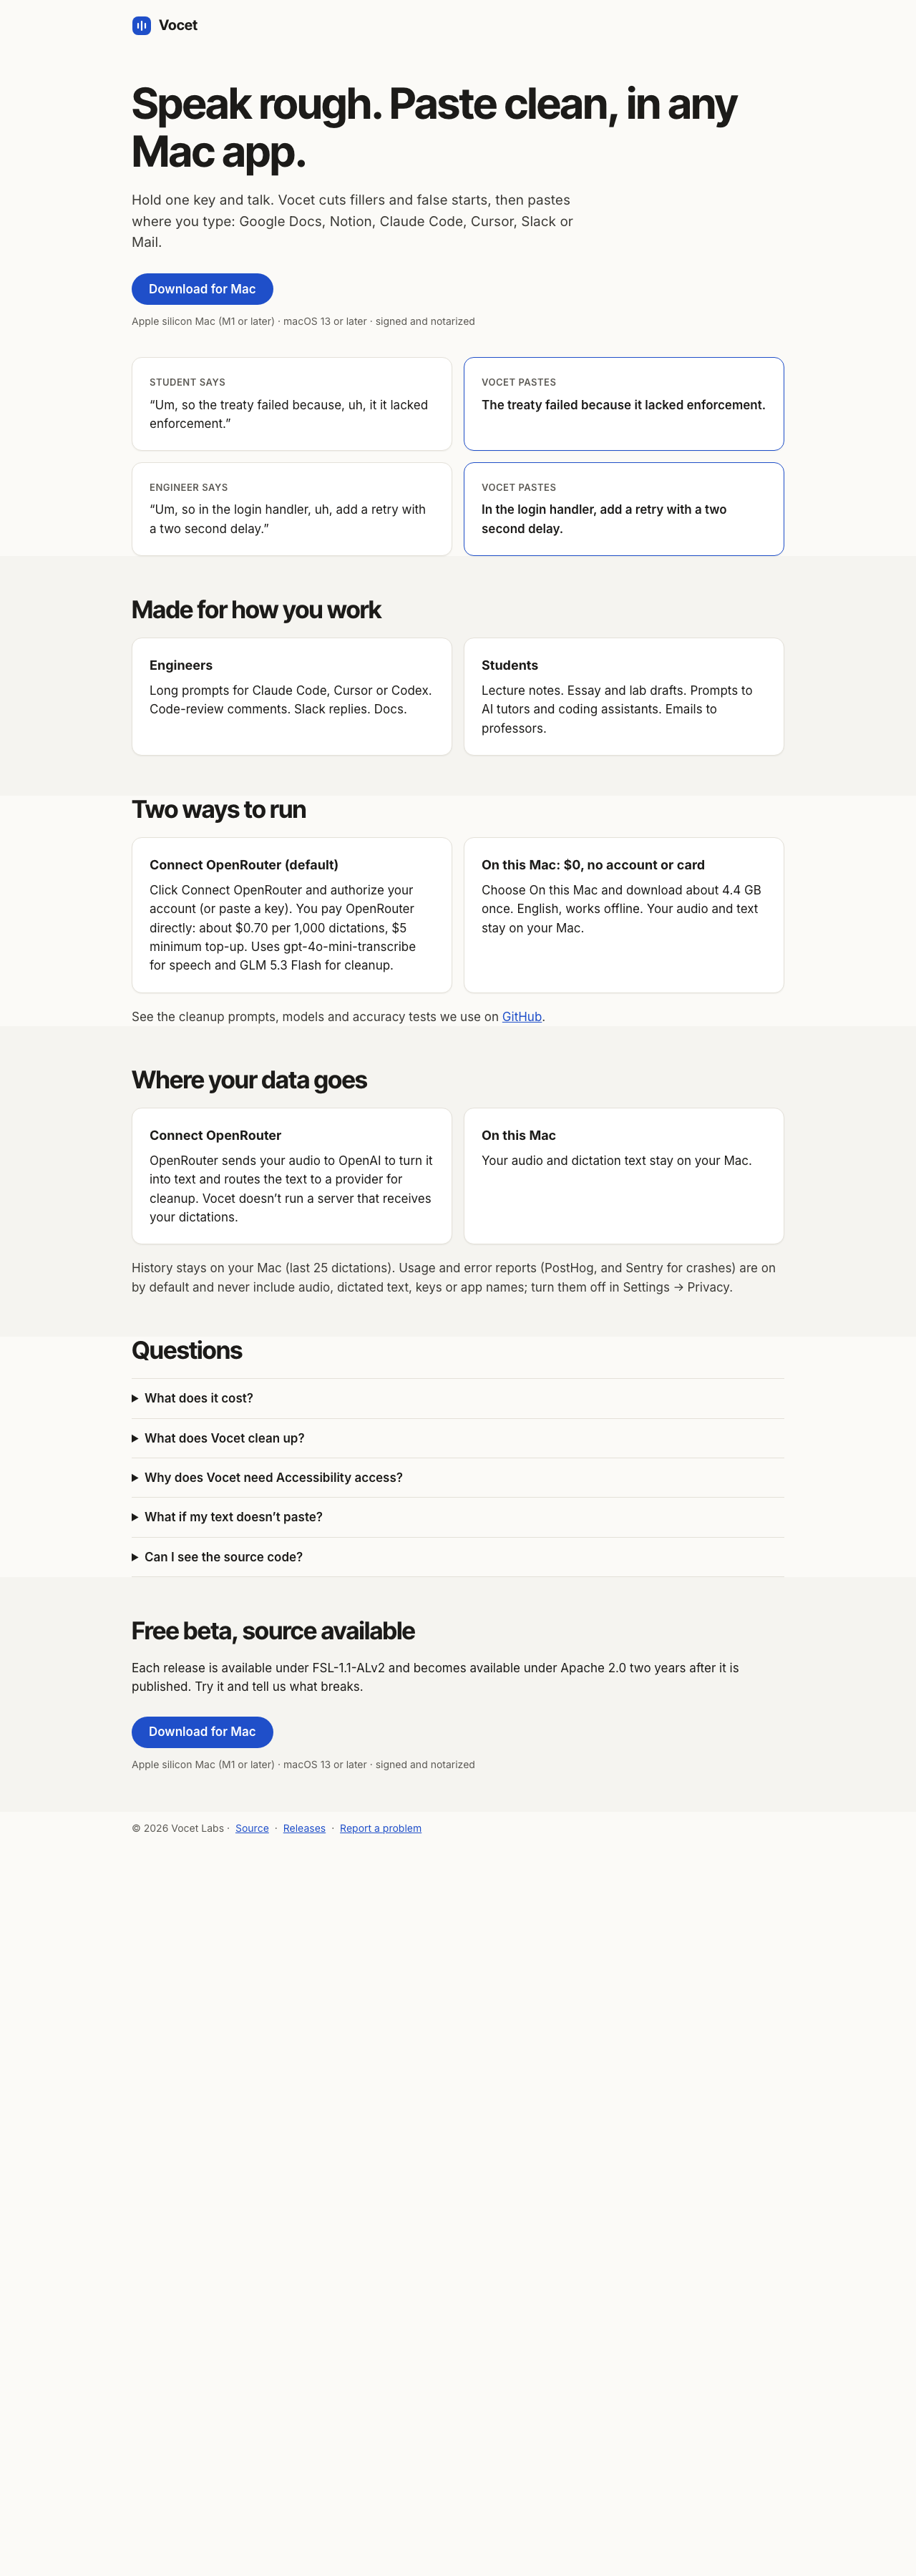 Vocet
Speak rough. Paste clean, in any
Mac app.
Hold one key and talk. Vocet cuts fillers and false starts, then pastes
where you type: Google Docs, Notion, Claude Code, Cursor, Slack or
Mail.
Download for Mac
Apple silicon Mac (M1 or later) · macOS 13 or later · signed and notarized
STUDENT SAYS
“Um, so the treaty failed because, uh, it it lacked
enforcement.”
VOCET PASTES
The treaty failed because it lacked enforcement.
ENGINEER SAYS
“Um, so in the login handler, uh, add a retry with
a two second delay.”
VOCET PASTES
In the login handler, add a retry with a two
second delay.
Made for how you work
Engineers
Long prompts for Claude Code, Cursor or Codex.
Code-review comments. Slack replies. Docs.
Students
Lecture notes. Essay and lab drafts. Prompts to
AI tutors and coding assistants. Emails to
professors.
Two ways to run
Connect OpenRouter (default)
Click Connect OpenRouter and authorize your
account (or paste a key). You pay OpenRouter
directly: about $0.70 per 1,000 dictations, $5
minimum top-up. Uses gpt-4o-mini-transcribe
for speech and GLM 5.3 Flash for cleanup.
On this Mac: $0, no account or card
Choose On this Mac and download about 4.4 GB
once. English, works offline. Your audio and text
stay on your Mac.
See the cleanup prompts, models and accuracy tests we use on GitHub.
Where your data goes
Connect OpenRouter
OpenRouter sends your audio to OpenAI to turn it
into text and routes the text to a provider for
cleanup. Vocet doesn’t run a server that receives
your dictations.
On this Mac
Your audio and dictation text stay on your Mac.
History stays on your Mac (last 25 dictations). Usage and error reports (PostHog, and Sentry for crashes) are on
by default and never include audio, dictated text, keys or app names; turn them off in Settings → Privacy.
Questions
What does it cost?
What does Vocet clean up?
Why does Vocet need Accessibility access?
What if my text doesn’t paste?
Can I see the source code?
Free beta, source available
Each release is available under FSL-1.1-ALv2 and becomes available under Apache 2.0 two years after it is
published. Try it and tell us what breaks.
Download for Mac
Apple silicon Mac (M1 or later) · macOS 13 or later · signed and notarized
© 2026 Vocet Labs · Source · Releases · Report a problem